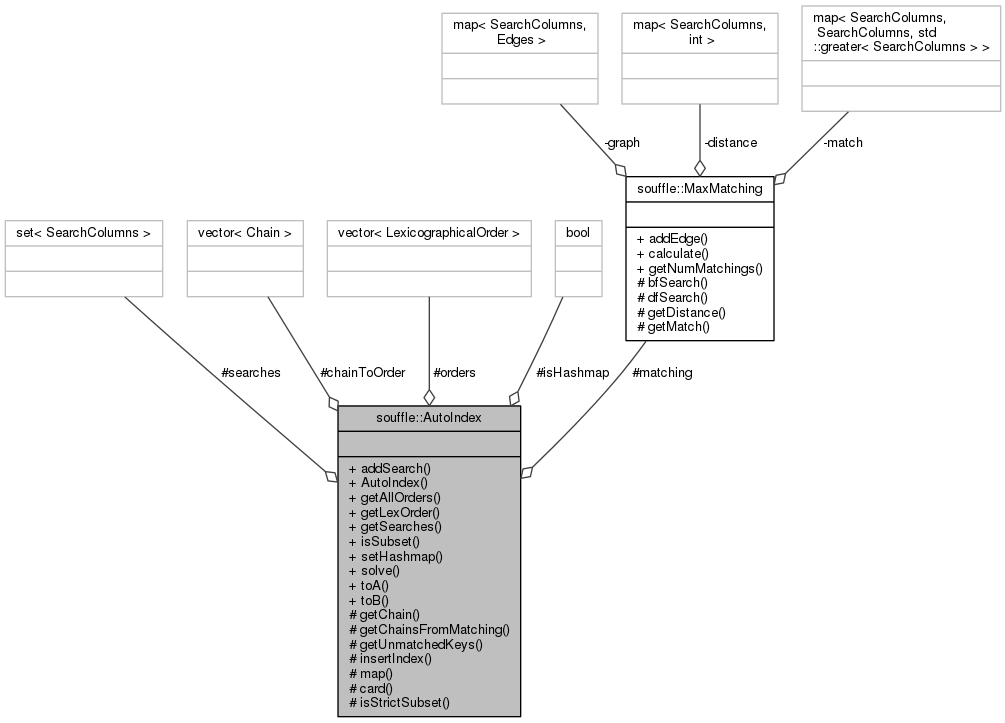 map< SearchColumns,
Edges >
map< SearchColumns,
int >
map< SearchColumns,
SearchColumns, std
::greater< SearchColumns > >
-graph
-distance
-match
souffle::MaxMatching
+ addEdge()
+ calculate()
+ getNumMatchings()
# bfSearch()
# dfSearch()
# getDistance()
# getMatch()
set< SearchColumns >
vector< Chain >
vector< LexicographicalOrder >
bool
#searches
#chainToOrder
#orders
#isHashmap
#matching
souffle::AutoIndex
+ addSearch()
+ AutoIndex()
+ getAllOrders()
+ getLexOrder()
+ getSearches()
+ isSubset()
+ setHashmap()
+ solve()
+ toA()
+ toB()
# getChain()
# getChainsFromMatching()
# getUnmatchedKeys()
# insertIndex()
# map()
# card()
# isStrictSubset()